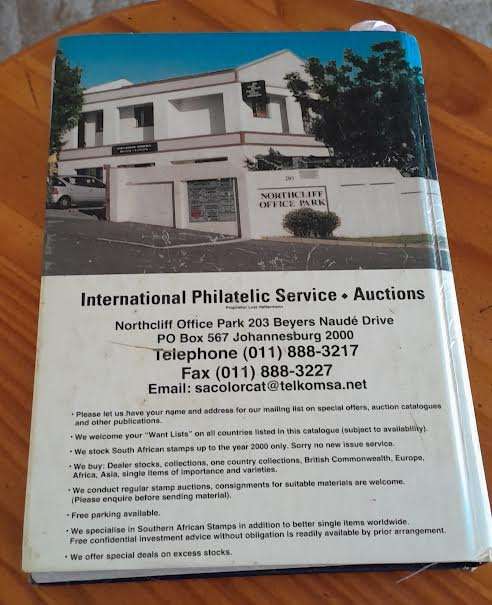 203
NORTHCLIFF
OFFICE PARK
International Philatelic Service • Auctions
Northcliff Office Park 203 Beyers Naudé Drive
PO Box 567 Johannesburg 2000
Telephone (011) 888-3217
Fax (011) 888-3227
Email: sacolorcat@telkomsa.net
• Please let us have your name and address for our mailing list on special offers, auction catalogues
and other publications.
• We welcome your "Want Lists" on all countries listed in this catalogue (subject to availability).
• We stock South African stamps up to the year 2000 only. Sorry no new issue service.
• We buy: Dealer stocks, collections, one country collections, British Commonwealth, Europe,
Africa, Asia, single items of importance and varieties.
• We conduct regular stamp auctions, consignments for suitable materials are welcome.
(Please enquire before sending material).
• Free parking available.
• We specialise in Southern African Stamps in addition to better single items worldwide.
Free confidential investment advice without obligation is readily available by prior arrangement.
• We offer special deals on excess stocks.